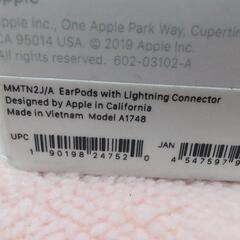 Apple Inc., One Apple Park Way, Cupertin
CA 95014 USA. © 2019 Apple Inc.
reserved. 602-03102-A
MMTN2J/A EarPods with Lightning Connector
Designed by Apple in California
Made in Vietnam Model A1748
UPC JAN
1 90198 24752 0 4 547597 9